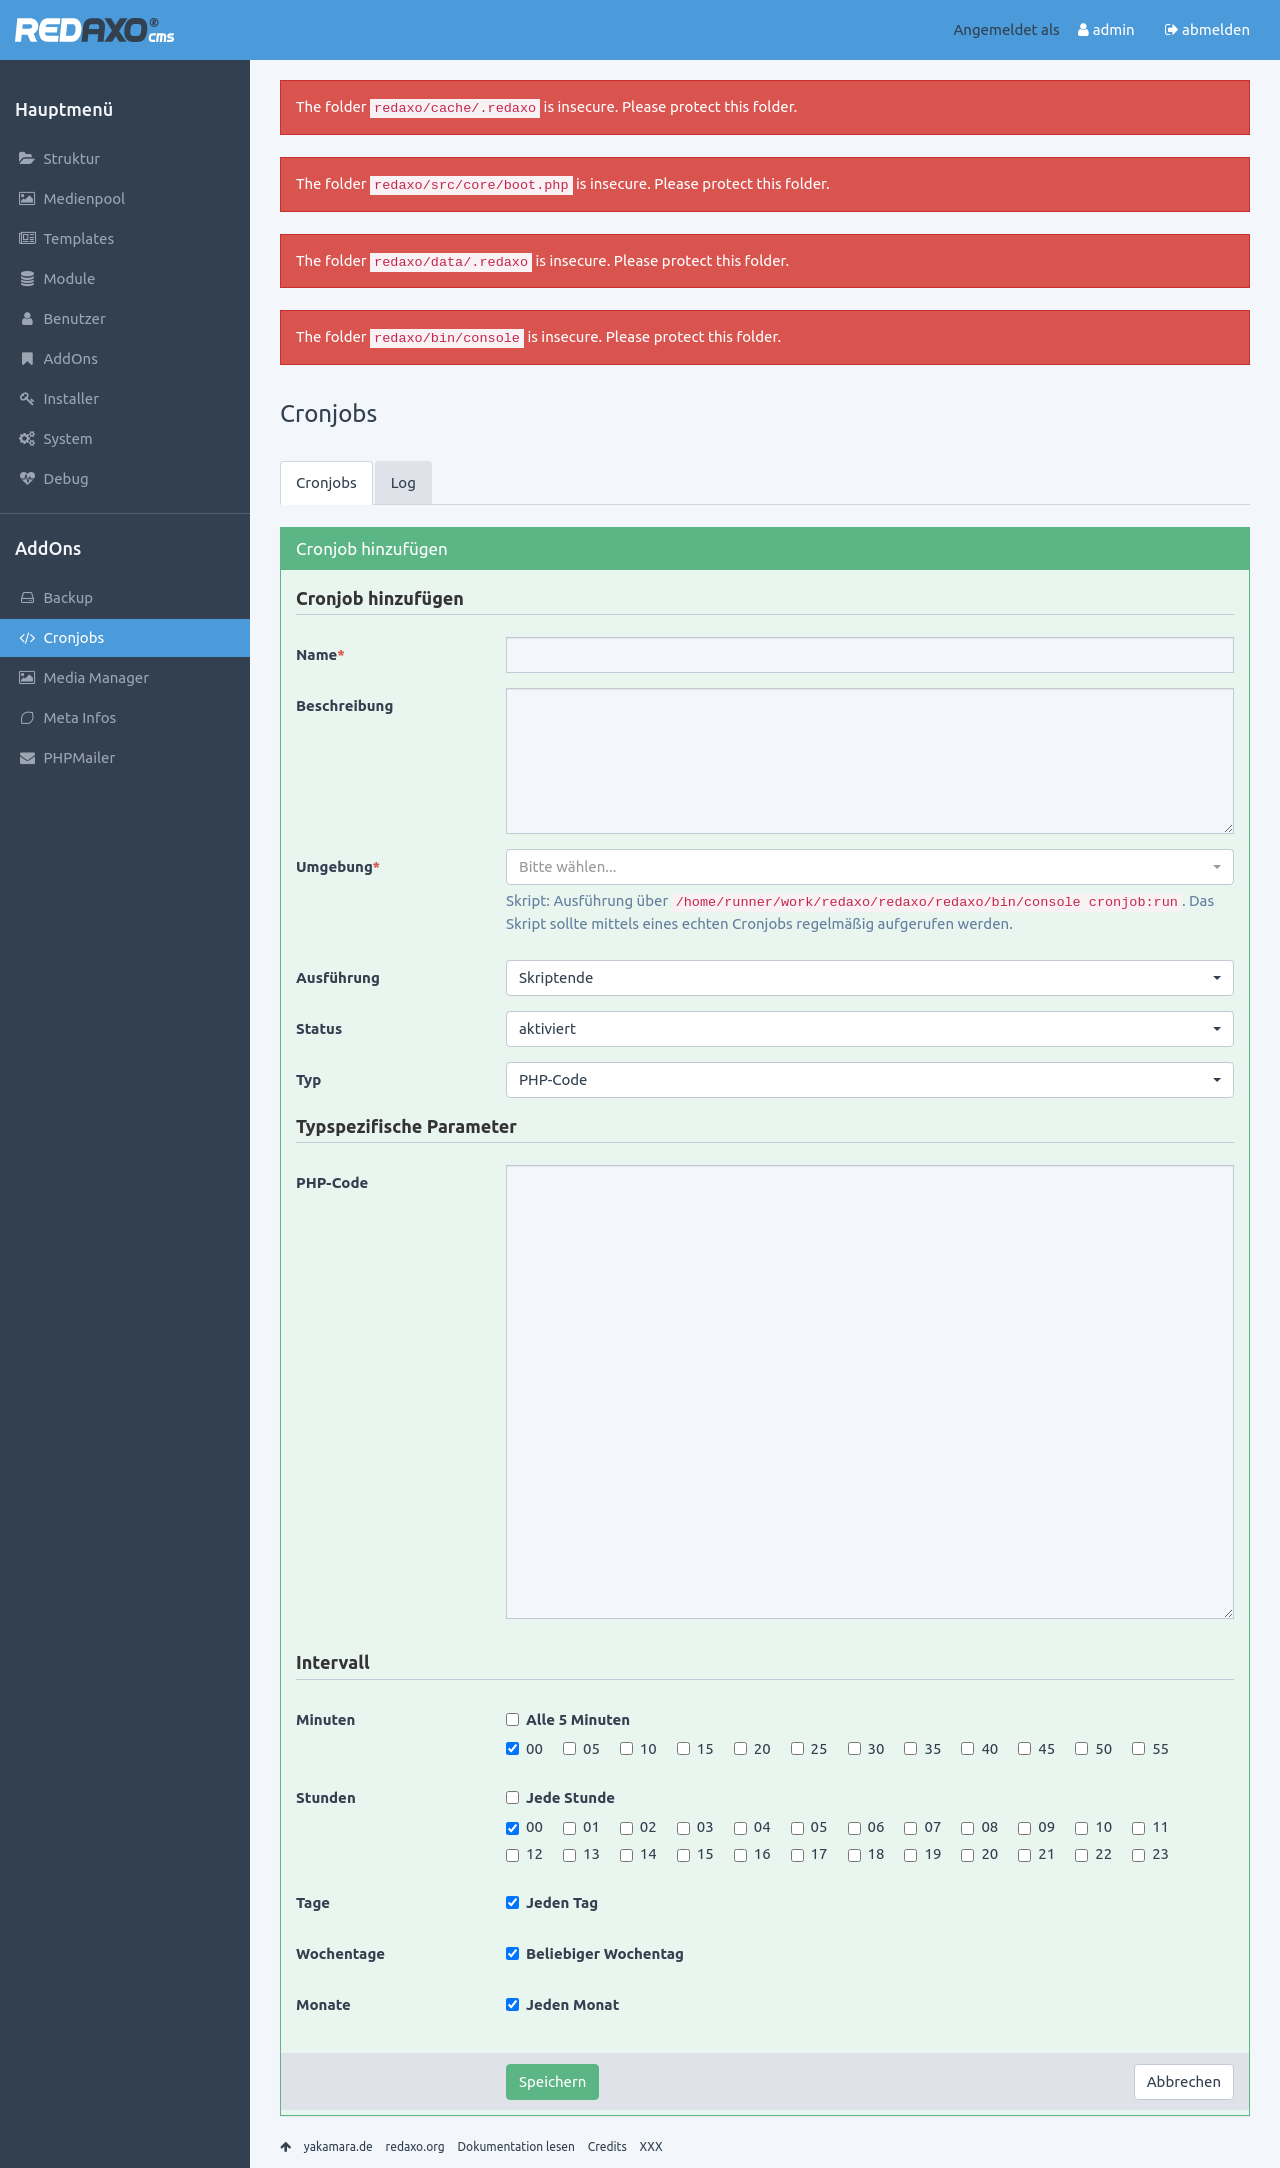 REDAXO® cms
Angemeldet als admin abmelden
Hauptmenü
Struktur
Medienpool
Templates
Module
Benutzer
AddOns
Installer
System
Debug
AddOns
Backup
Cronjobs
Media Manager
Meta Infos
PHPMailer
The folder redaxo/cache/.redaxo is insecure. Please protect this folder.
The folder redaxo/src/core/boot.php is insecure. Please protect this folder.
The folder redaxo/data/.redaxo is insecure. Please protect this folder.
The folder redaxo/bin/console is insecure. Please protect this folder.
Cronjobs
Cronjobs Log
Cronjob hinzufügen
Cronjob hinzufügen
Name*
Beschreibung
Umgebung* Bitte wählen...
Skript: Ausführung über /home/runner/work/redaxo/redaxo/redaxo/bin/console cronjob:run . Das
Skript sollte mittels eines echten Cronjobs regelmäßig aufgerufen werden.
Ausführung Skriptende
Status aktiviert
Typ PHP-Code
Typspezifische Parameter
PHP-Code
Intervall
Minuten Alle 5 Minuten
00 05 10 15 20 25 30 35 40 45 50 55
Stunden Jede Stunde
00 01 02 03 04 05 06 07 08 09 10 11
12 13 14 15 16 17 18 19 20 21 22 23
Tage Jeden Tag
Wochentage Beliebiger Wochentag
Monate Jeden Monat
Speichern Abbrechen
yakamara.de redaxo.org Dokumentation lesen Credits XXX